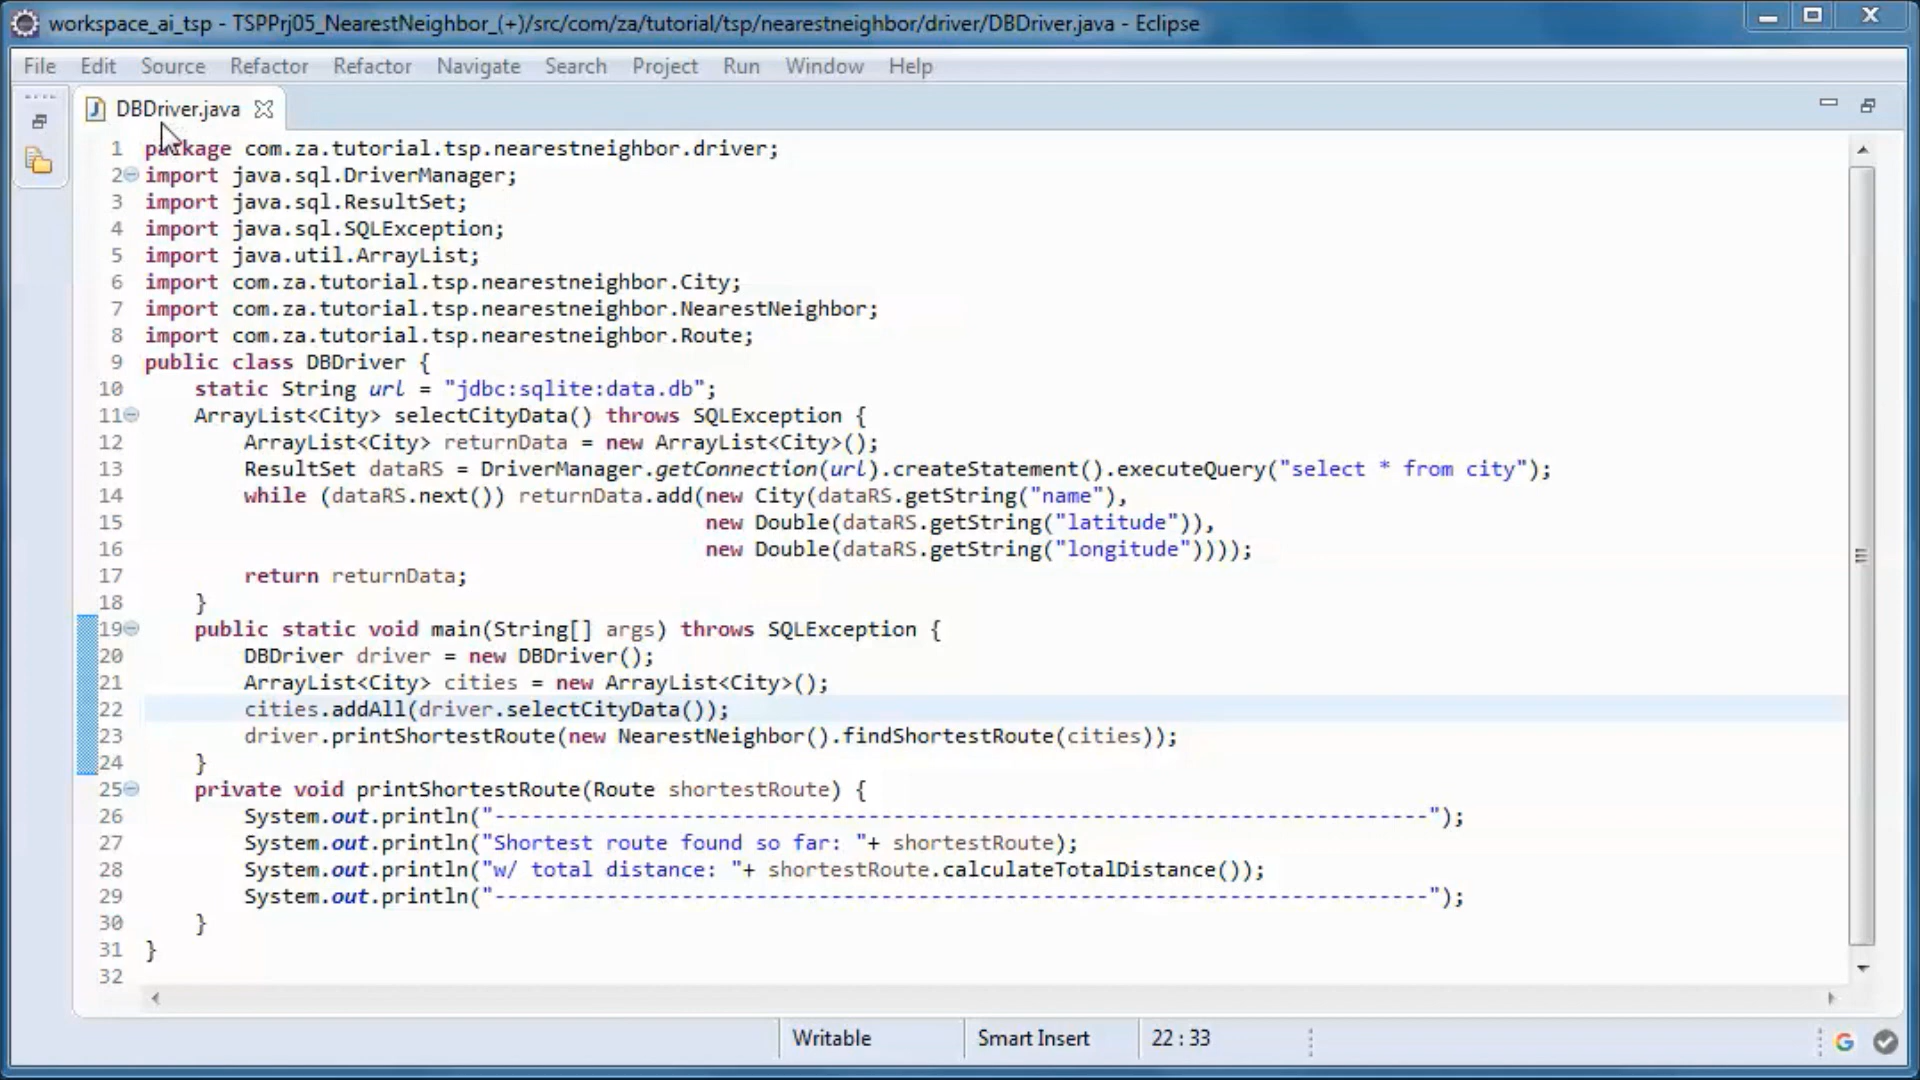 workspace_ai_tsp - TSPPrj05_NearestNeighbor_(+)/src/com/za/tutorial/tsp/nearestneighbor/driver/DBDriver.java - Eclipse
File Edit Source Refactor Refactor Navigate Search Project Run Window Help
DBDriver.java
1 package com.za.tutorial.tsp.nearestneighbor.driver;
2 import java.sql.DriverManager;
3 import java.sql.ResultSet;
4 import java.sql.SQLException;
5 import java.util.ArrayList;
6 import com.za.tutorial.tsp.nearestneighbor.City;
7 import com.za.tutorial.tsp.nearestneighbor.NearestNeighbor;
8 import com.za.tutorial.tsp.nearestneighbor.Route;
9 public class DBDriver {
10     static String url = "jdbc:sqlite:data.db";
11     ArrayList<City> selectCityData() throws SQLException {
12         ArrayList<City> returnData = new ArrayList<City>();
13         ResultSet dataRS = DriverManager.getConnection(url).createStatement().executeQuery("select * from city");
14         while (dataRS.next()) returnData.add(new City(dataRS.getString("name"),
15                                              new Double(dataRS.getString("latitude")),
16                                              new Double(dataRS.getString("longitude"))));
17         return returnData;
18     }
19     public static void main(String[] args) throws SQLException {
20         DBDriver driver = new DBDriver();
21         ArrayList<City> cities = new ArrayList<City>();
22         cities.addAll(driver.selectCityData());
23         driver.printShortestRoute(new NearestNeighbor().findShortestRoute(cities));
24     }
25     private void printShortestRoute(Route shortestRoute) {
26         System.out.println("---------------------------------------------------------------------------");
27         System.out.println("Shortest route found so far: "+ shortestRoute);
28         System.out.println("w/ total distance: "+ shortestRoute.calculateTotalDistance());
29         System.out.println("---------------------------------------------------------------------------");
30     }
31 }
32
Writable Smart Insert 22 : 33